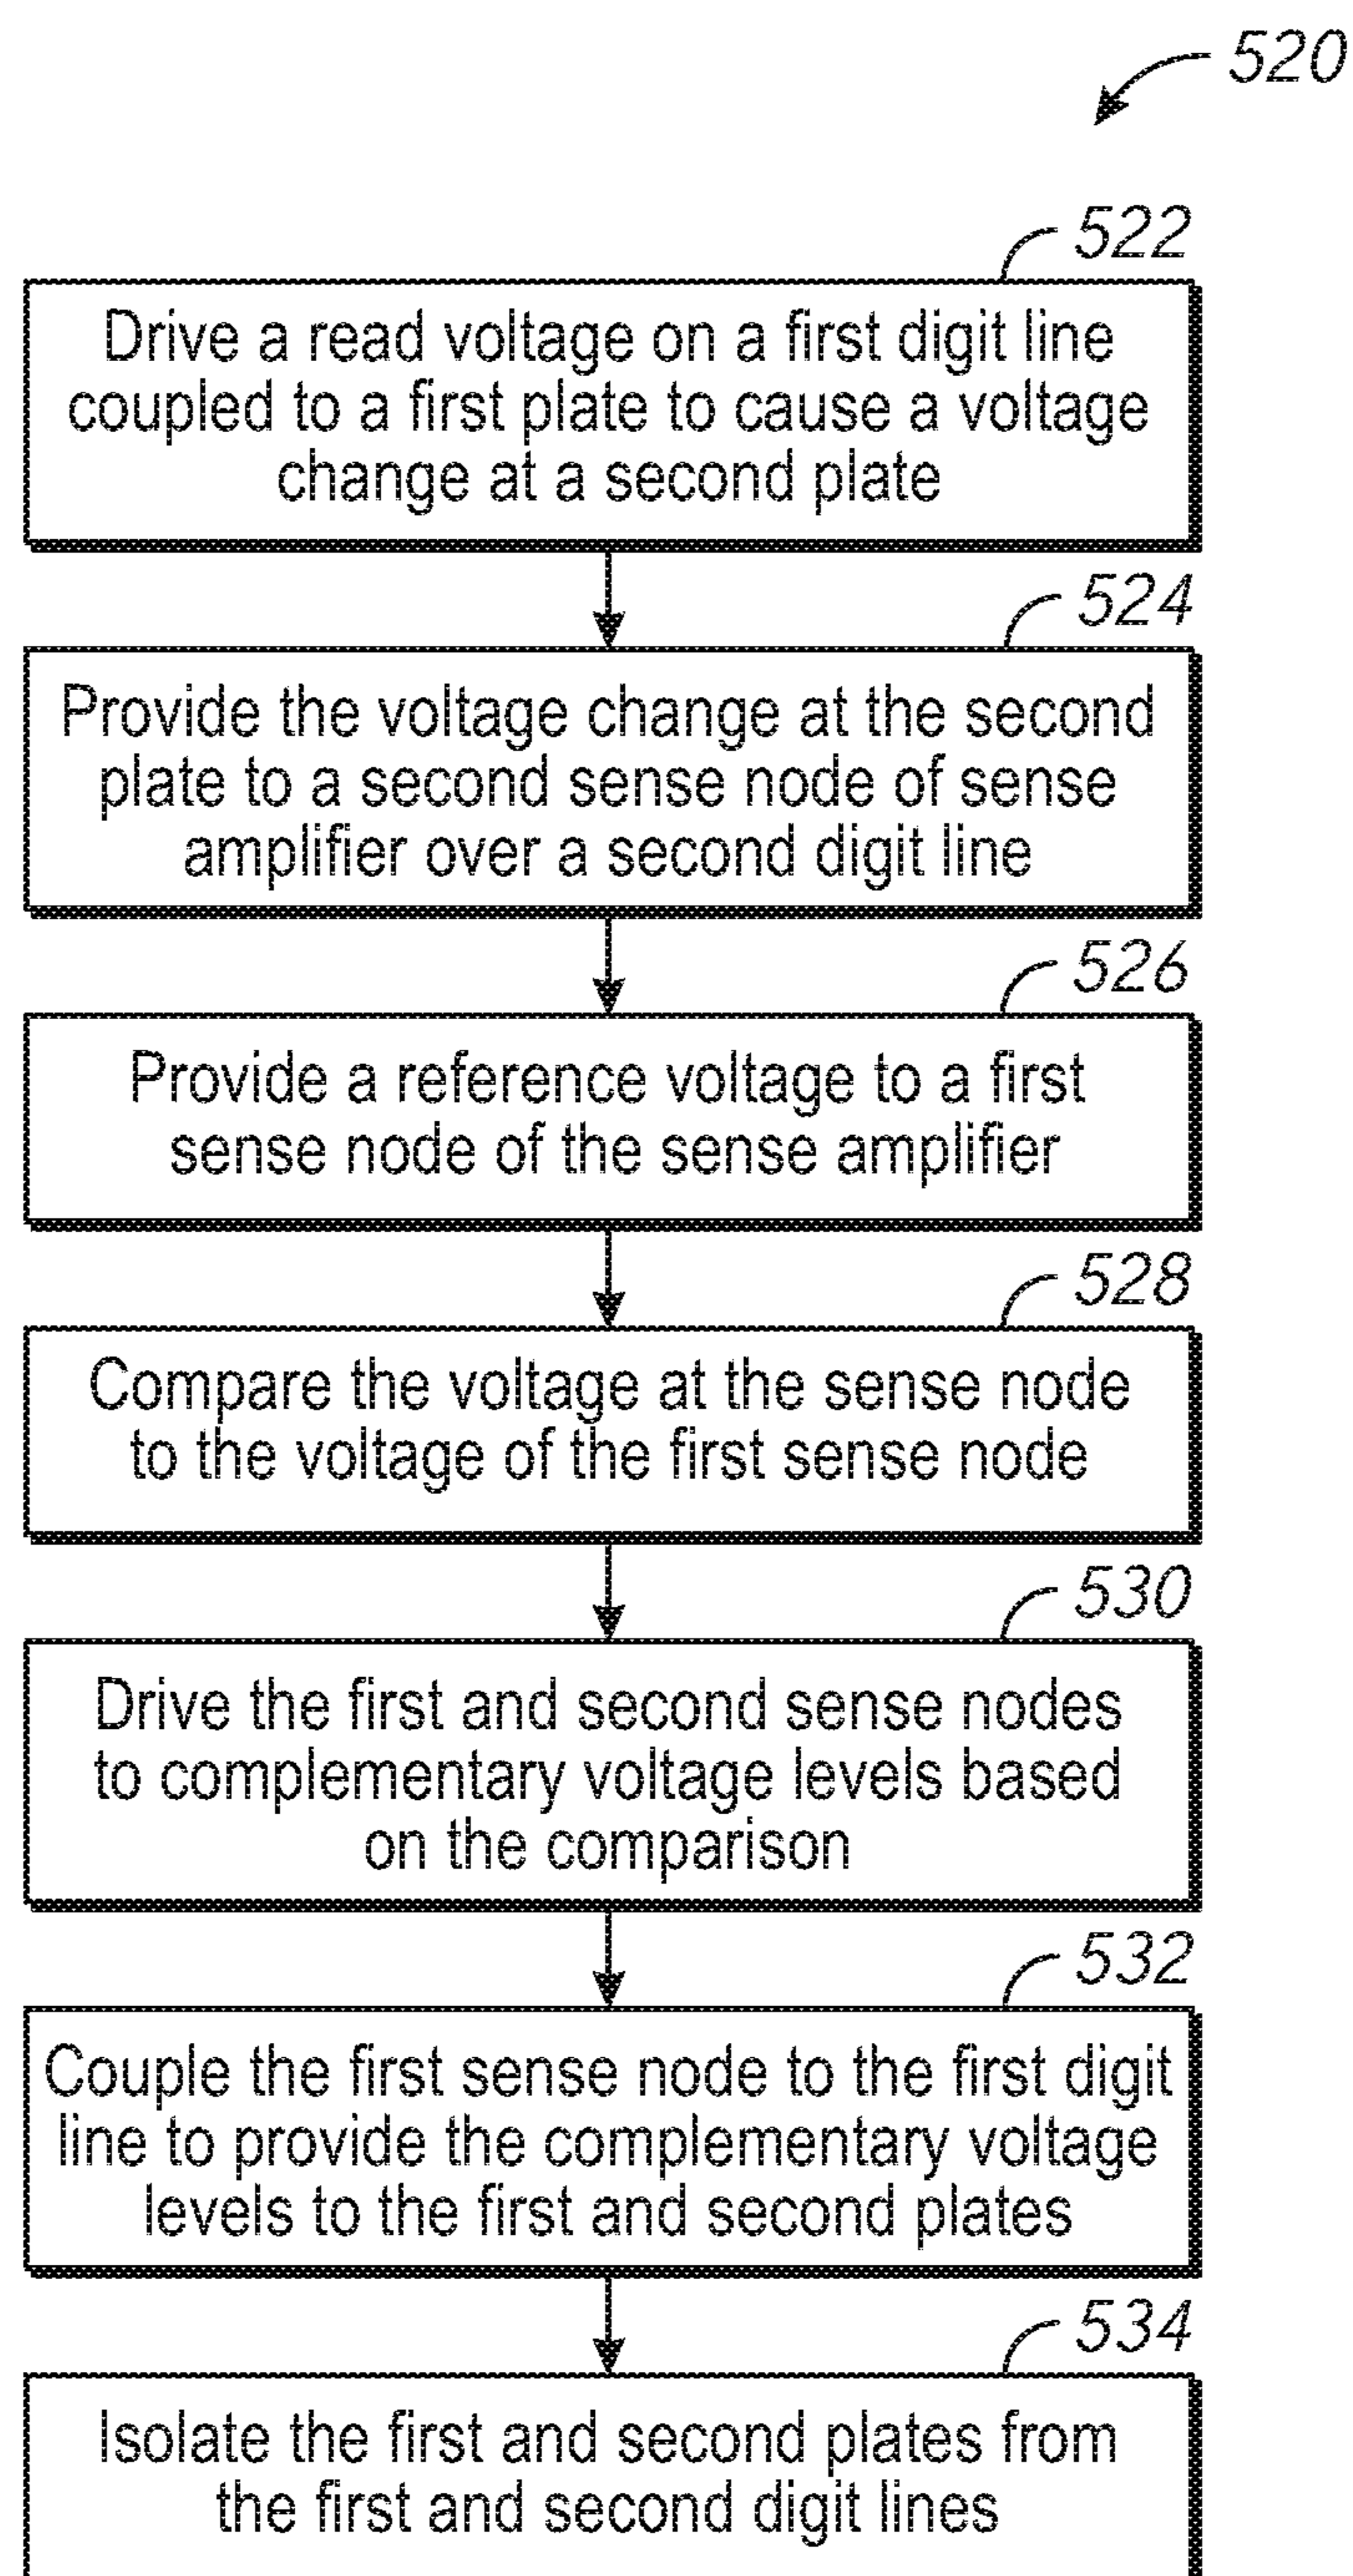 520
522
Drive a read voltage on a first digit line
coupled to a first plate to cause a voltage
change at a second plate
524
Provide the voltage change at the second
plate to a second sense node of sense
amplifier over a second digit line
526
Provide a reference voltage to a first
sense node of the sense amplifier
528
Compare the voltage at the sense node
to the voltage of the first sense node
530
Drive the first and second sense nodes
to complementary voltage levels based
on the comparison
532
Couple the first sense node to the first digit
line to provide the complementary voltage
levels to the first and second plates
534
Isolate the first and second plates from
the first and second digit lines